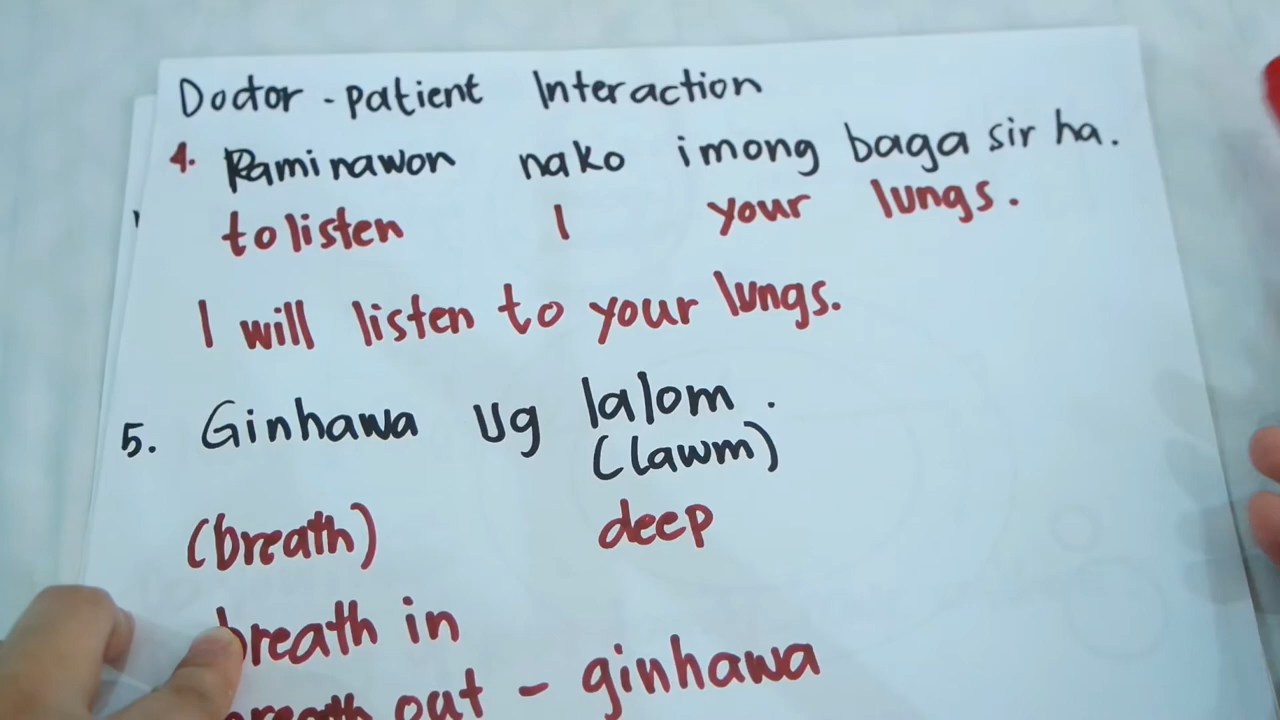 Doctor - patient Interaction
4. Paminawon nako imong baga sir ha.
to listen I your lungs.
I will listen to your lungs.
5. Ginhawa ug lalom.
(lawm)
(breath) deep
breath in
breath out - ginhawa